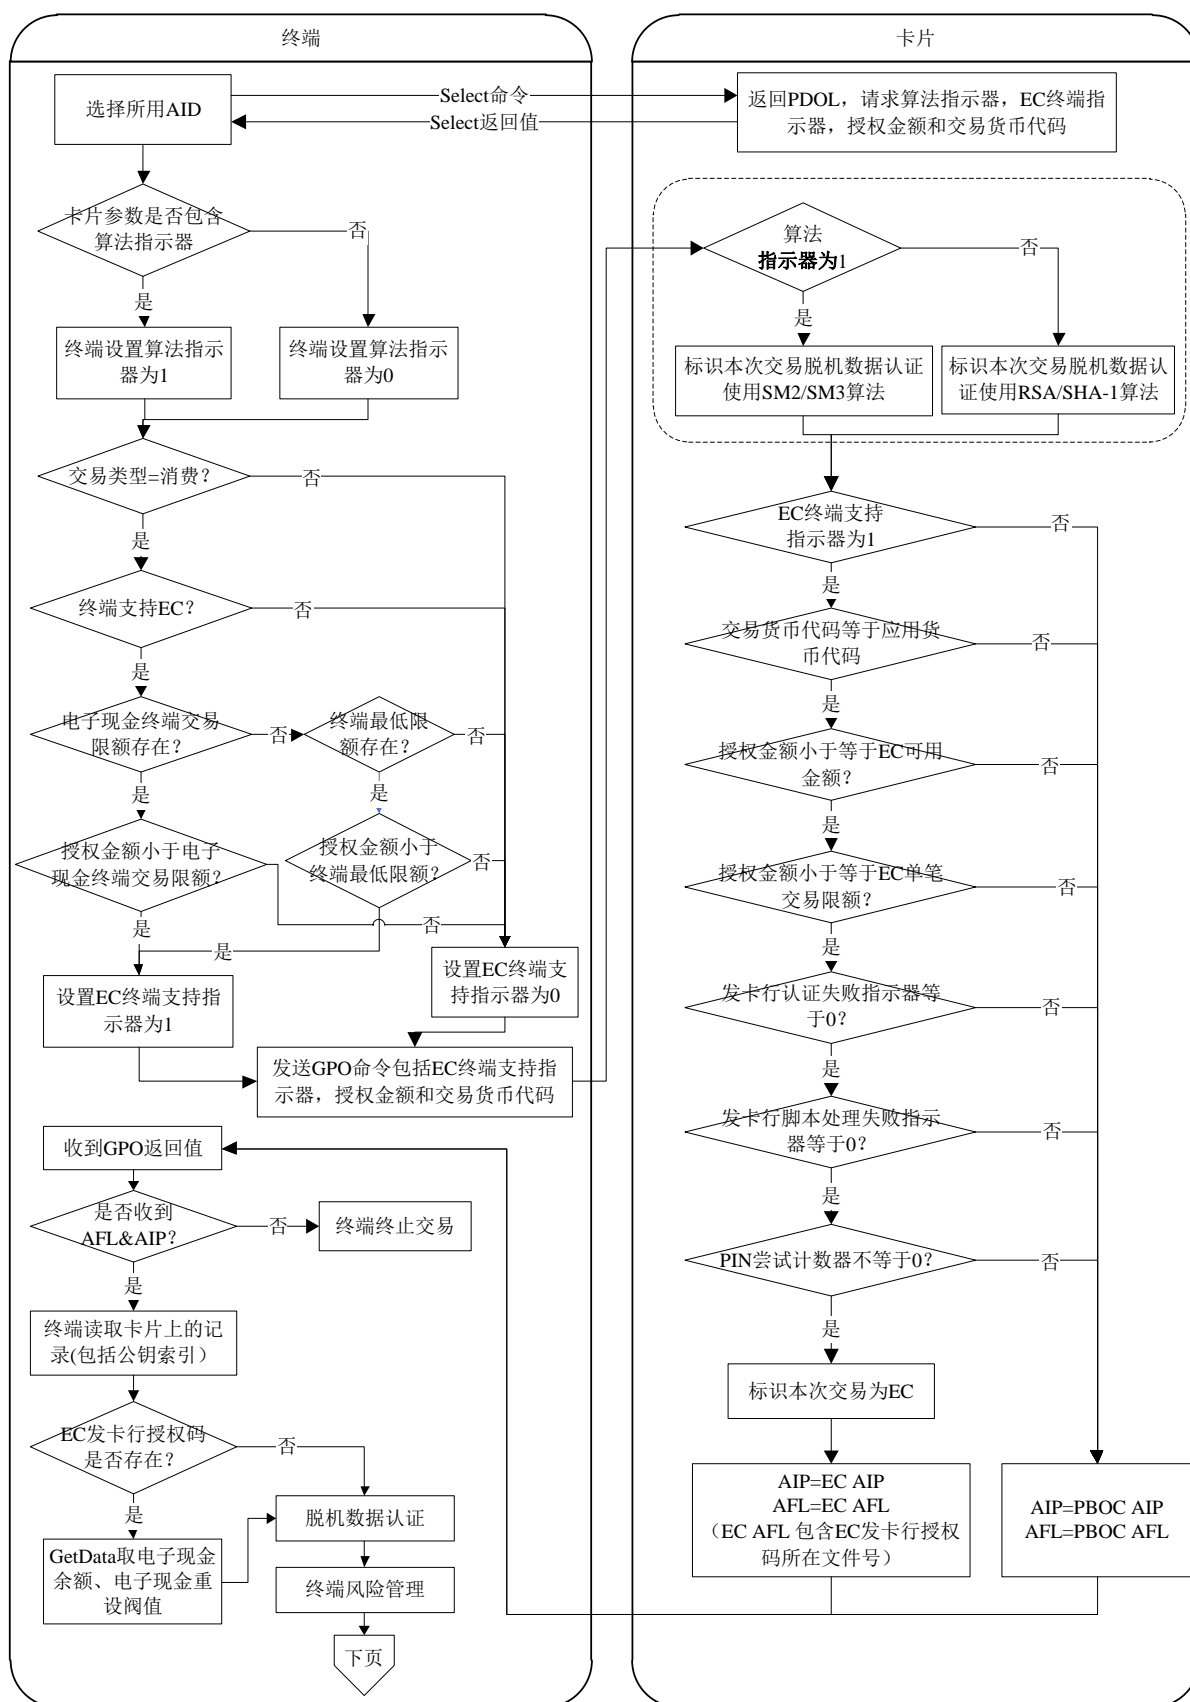 终端
选择所用AID
Select命令
Select返回值
卡片参数是否包含
算法指示器
否
是
终端设置算法指示
器为1
终端设置算法指示
器为0
交易类型=消费?
否
是
终端支持EC?
否
是
电子现金终端交易
限额存在?
否
终端最低限
额存在?
否
是
是
授权金额小于电子
现金终端交易限额?
授权金额小于
终端最低限额?
否
是
是
否
设置EC终端支持指
示器为1
设置EC终端支
持指示器为0
发送GPO命令包括EC终端支持指
示器，授权金额和交易货币代码
收到GPO返回值
是否收到
AFL&AIP?
否
终端终止交易
是
终端读取卡片上的记
录(包括公钥索引）
EC发卡行授权码
是否存在?
否
是
脱机数据认证
GetData取电子现金
余额、电子现金重
设阀值
终端风险管理
下页
卡片
返回PDOL，请求算法指示器，EC终端指
示器，授权金额和交易货币代码
算法
指示器为1
否
是
标识本次交易脱机数据认证
使用SM2/SM3算法
标识本次交易脱机数据认
证使用RSA/SHA-1算法
EC终端支持
指示器为1
否
是
交易货币代码等于应用货
币代码
否
是
授权金额小于等于EC可用
金额?
否
是
授权金额小于等于EC单笔
交易限额?
否
是
发卡行认证失败指示器等
于0?
否
是
发卡行脚本处理失败指示
器等于0?
否
是
PIN尝试计数器不等于0?
否
是
标识本次交易为EC
AIP=EC AIP
AFL=EC AFL
（EC AFL 包含EC发卡行授权
码所在文件号）
AIP=PBOC AIP
AFL=PBOC AFL